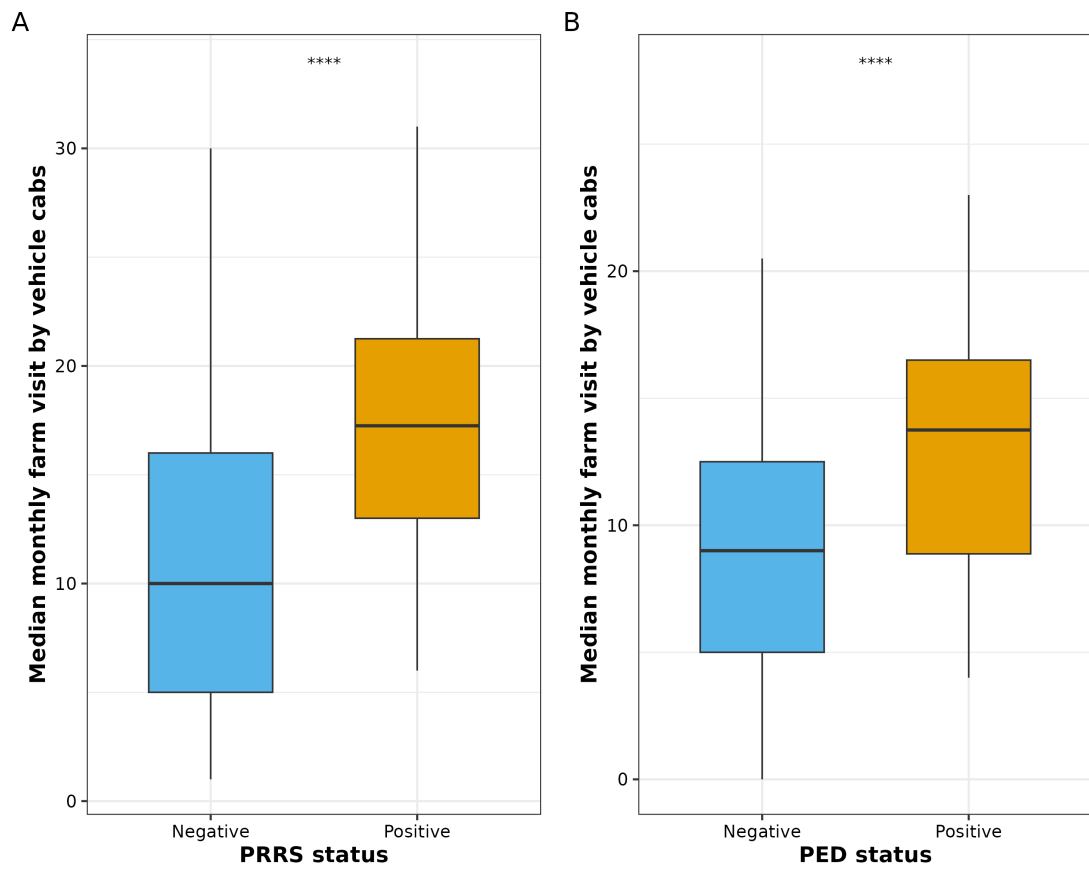 A
Median monthly farm visit by vehicle cabs
30
20
10
0
****
Negative
Positive
PRRS status
B
Median monthly farm visit by vehicle cabs
20
10
0
****
Negative
Positive
PED status